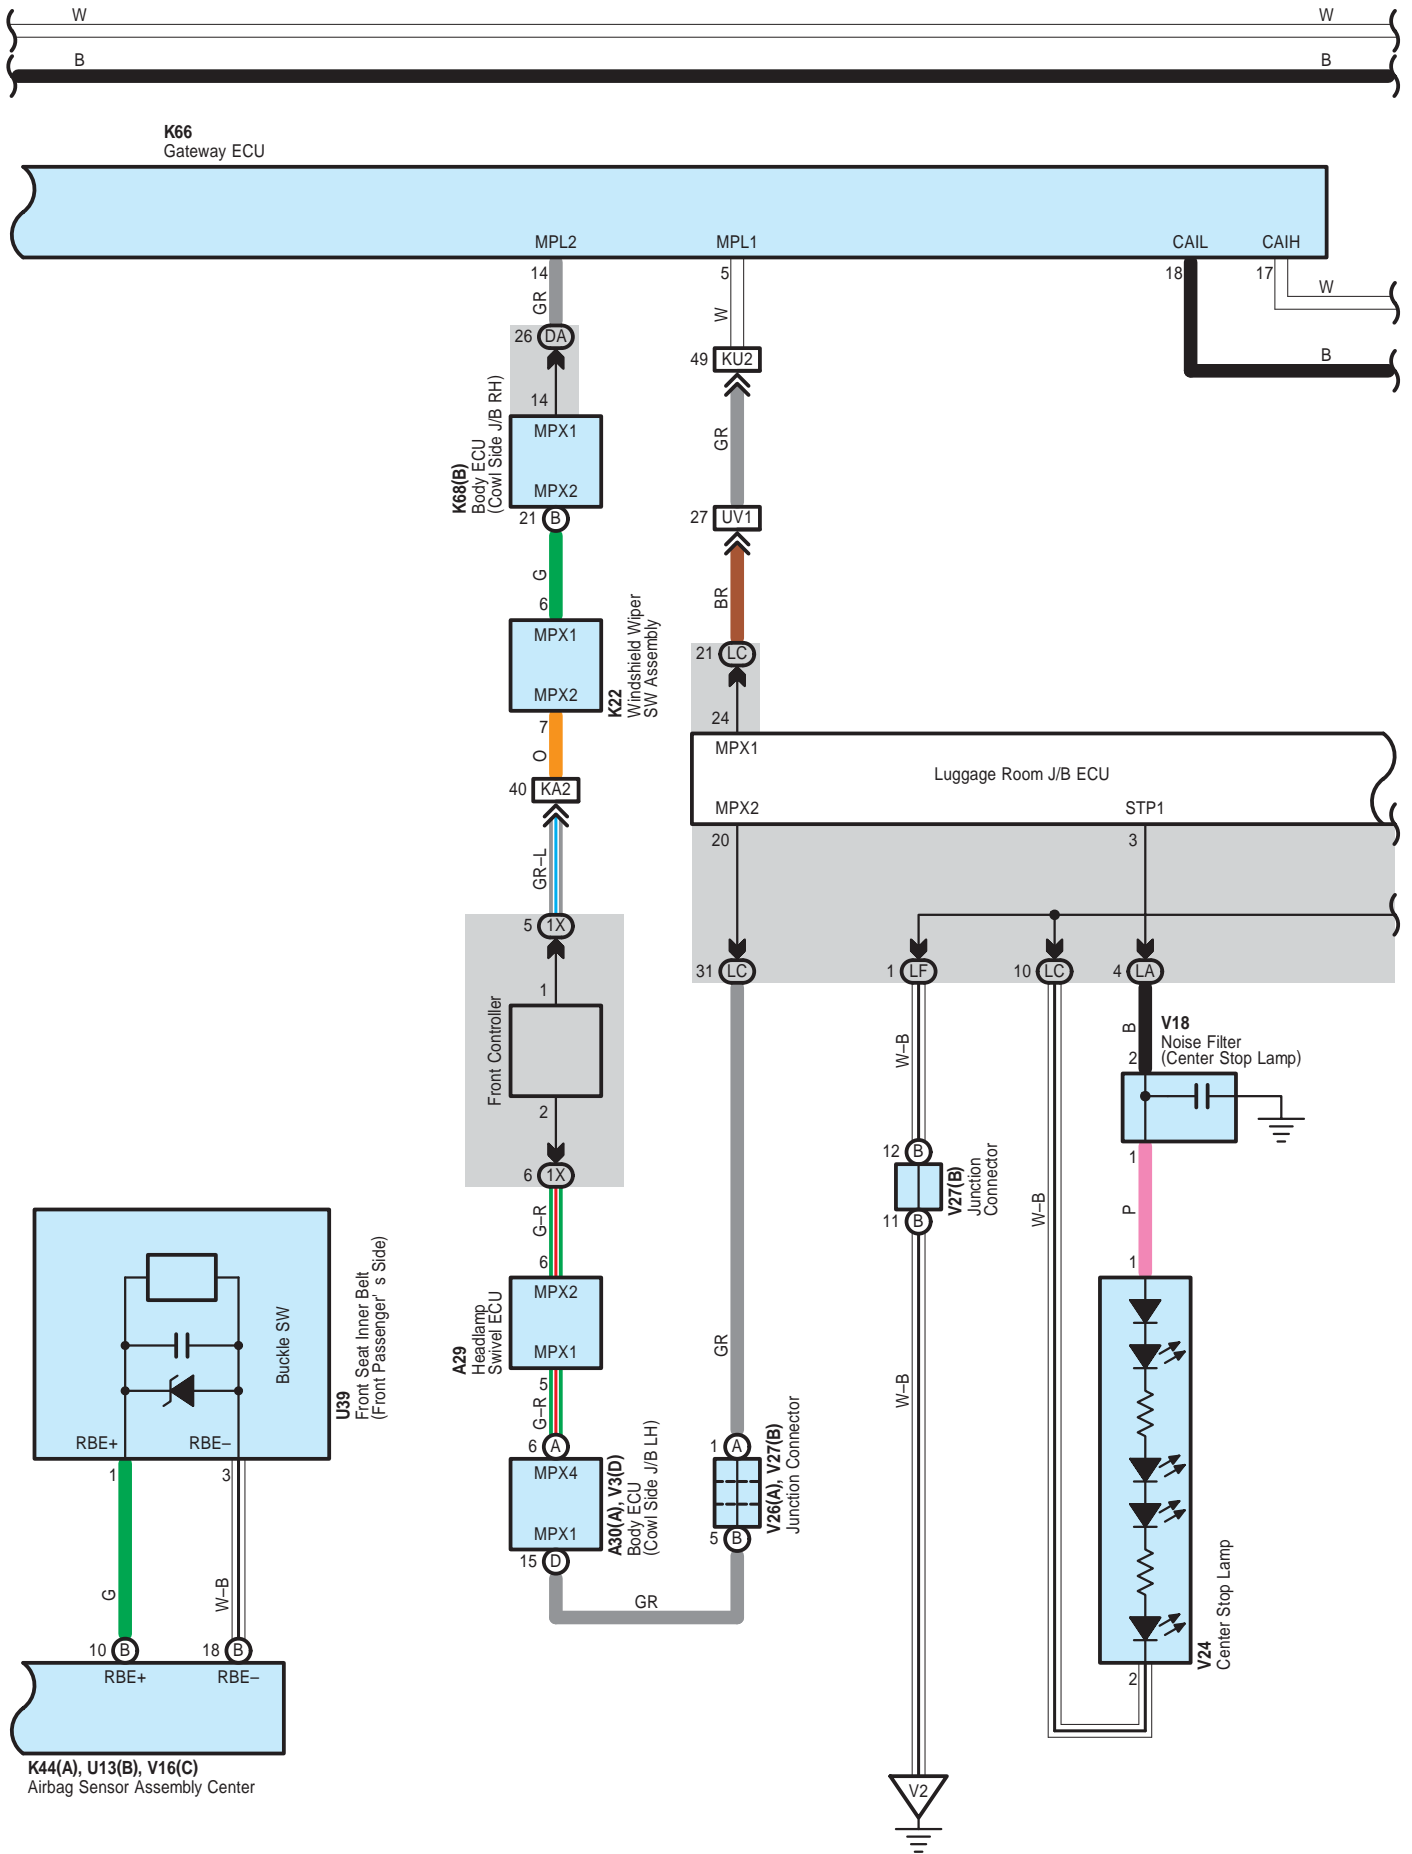 W W
B B
K66
Gateway ECU
MPL2 MPL1 CAIL CAIH
14 5 18 17
GR W W
26 DA
49 KU2 B
14
MPX1
MPX2
K68(B)
Body ECU
(Cowl Side J/B RH)
GR
21 B 27 UV1
G BR
6
MPX1
MPX2
K22
Windshield Wiper
SW Assembly
21 LC
24
7
O
MPX1
Luggage Room J/B ECU
40 KA2
MPX2 STP1
20 3
GR–L
5 1X
31 LC 1 LF 10 LC 4 LA
1
Front Controller
2
6 1X
W–B
B
V18
Noise Filter
(Center Stop Lamp)
2
1
12 B
V27(B)
Junction
Connector
11 B
W–B
P
1
G–R
6
MPX2
MPX1
A29
Headlamp
Swivel ECU
5
G–R
GR
W–B
Buckle SW
U39
Front Seat Inner Belt
(Front Passenger' s Side)
RBE+ RBE–
1 3
6 A
MPX4
MPX1
A30(A), V3(D)
Body ECU
(Cowl Side J/B LH)
15 D
1 A
V26(A), V27(B)
Junction Connector
5 B
GR
G W–B
10 B 18 B
RBE+ RBE–
K44(A), U13(B), V16(C)
Airbag Sensor Assembly Center
V24
Center Stop Lamp
2
V2